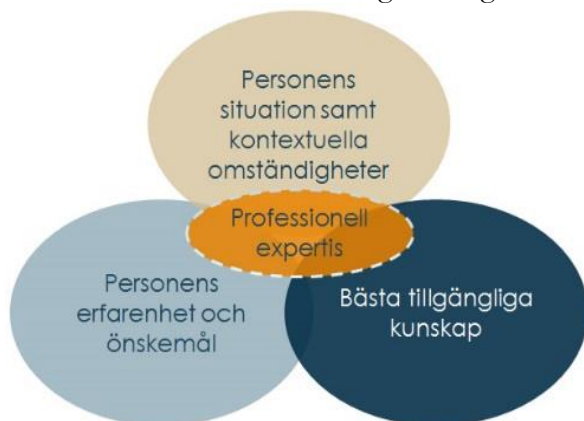 Personens
situation samt
kontextuella
omständigheter
Professionell
expertis
Personens
erfarenhet och
önskemål
Bästa tillgängliga
kunskap